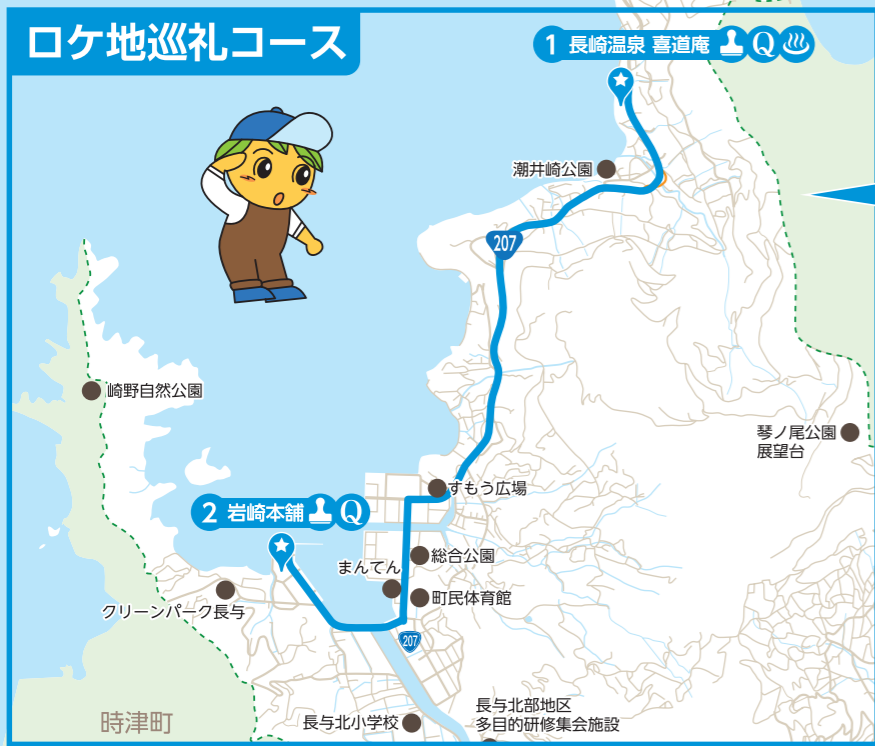 ロケ地巡礼コース
1 長崎温泉 喜道庵 Q
潮井崎公園
207
崎野自然公園
琴ノ尾公園
展望台
すもう広場
2 岩崎本舗 Q
総合公園
まんてん
町民体育館
クリーンパーク長与
207
時津町
長与北小学校
長与北部地区
多目的研修集会施設